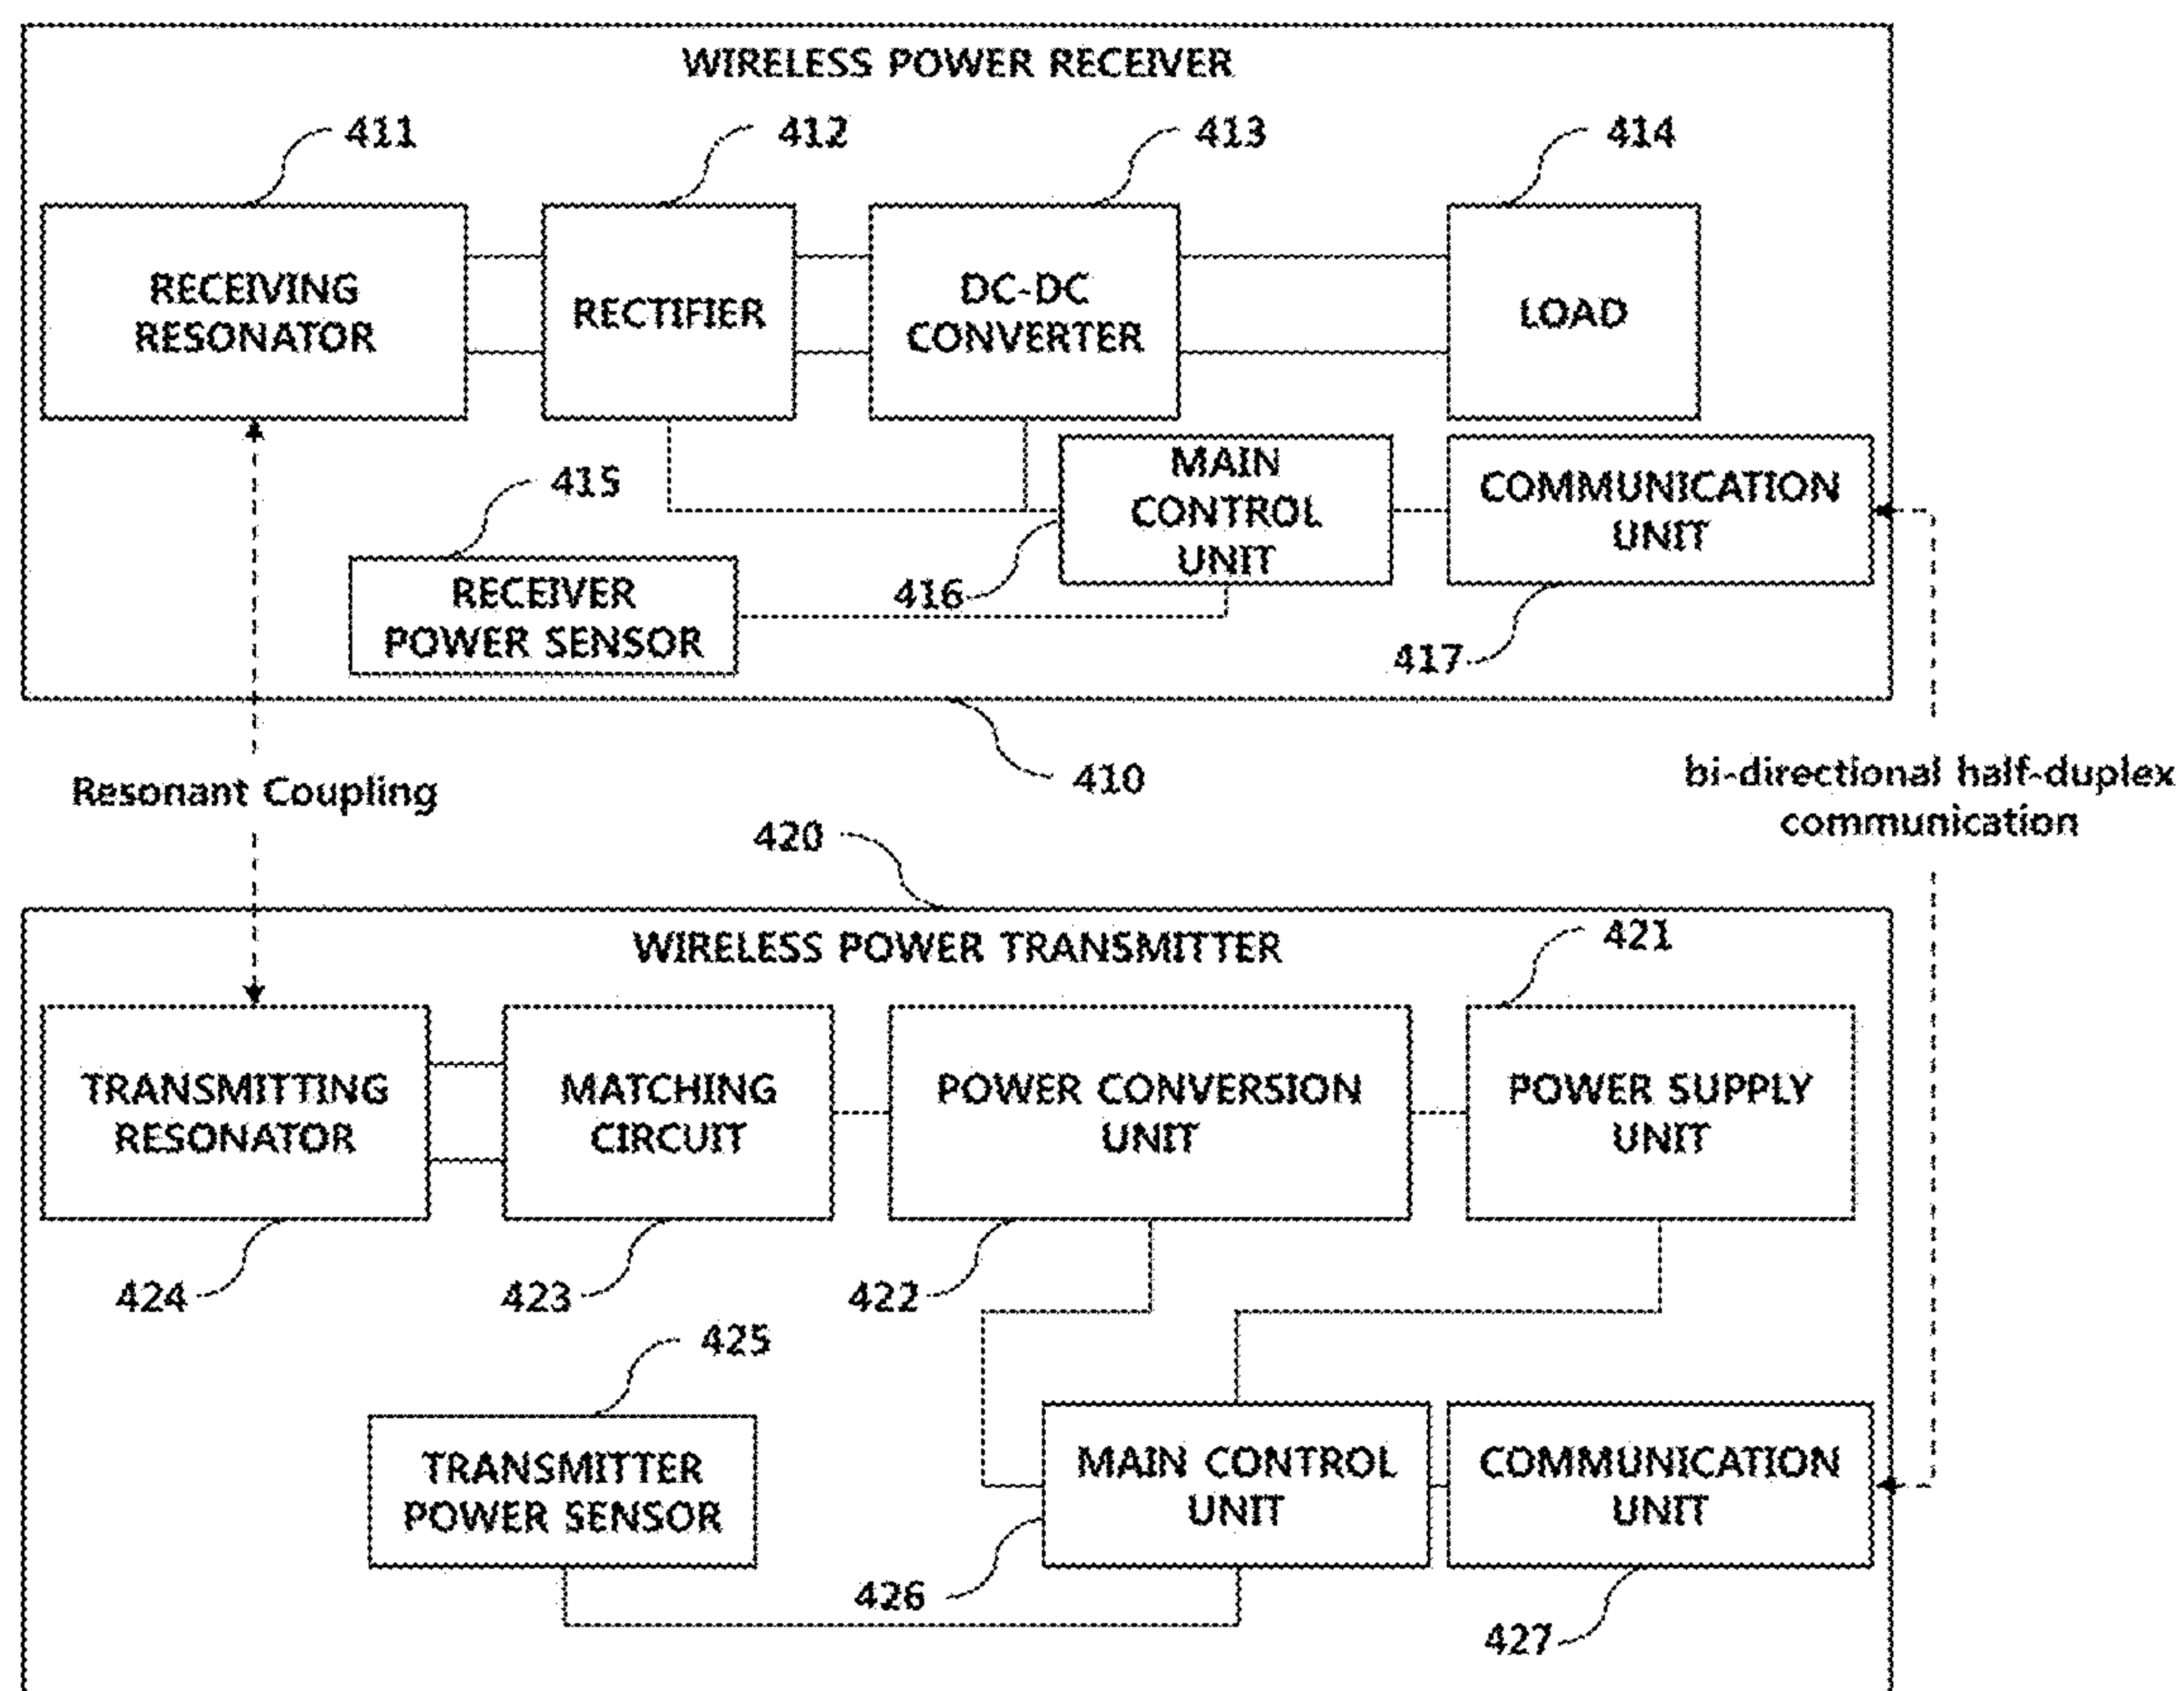 WIRELESS POWER RECEIVER
411
412
413
414
RECEIVING
RESONATOR
RECTIFIER
DC-DC
CONVERTER
LOAD
415
RECEIVER
POWER SENSOR
416
MAIN
CONTROL
UNIT
COMMUNICATION
UNIT
417
410
Resonant Coupling
bi-directional half-duplex
communication
420
WIRELESS POWER TRANSMITTER
421
TRANSMITTING
RESONATOR
MATCHING
CIRCUIT
POWER CONVERSION
UNIT
POWER SUPPLY
UNIT
424
423
422
425
TRANSMITTER
POWER SENSOR
MAIN CONTROL
UNIT
COMMUNICATION
UNIT
426
427